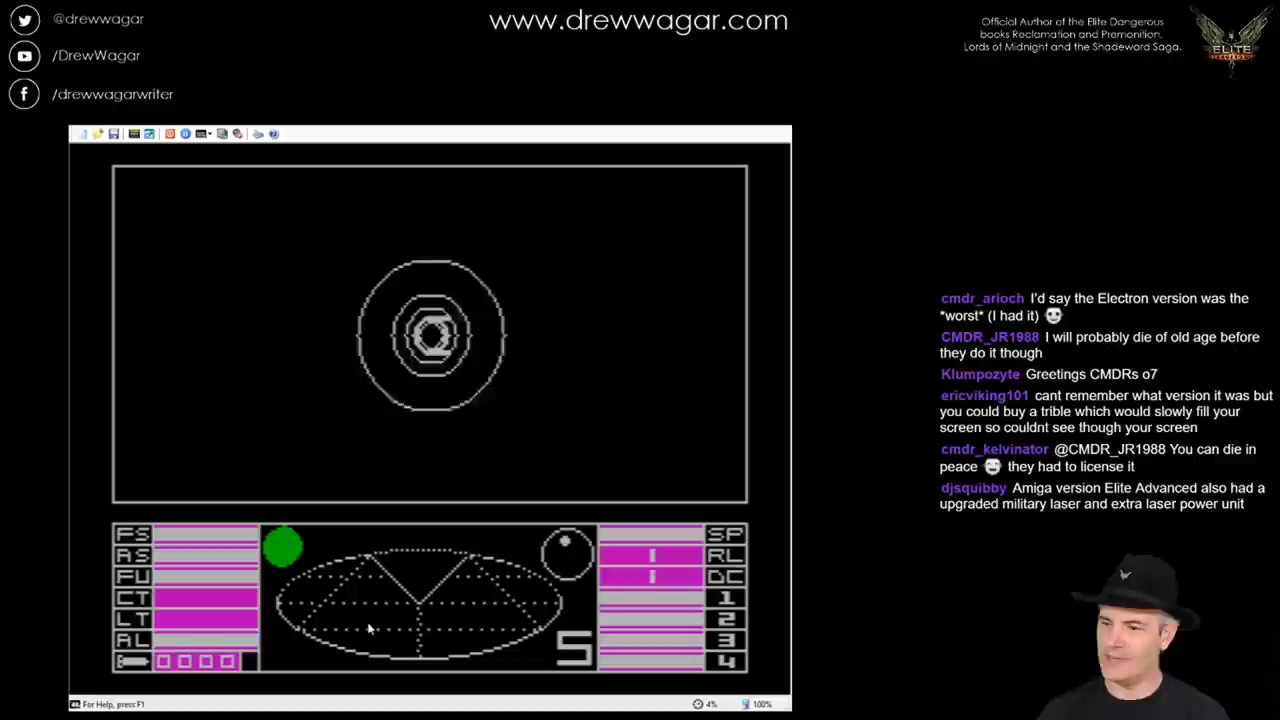 @drewwagar
/DrewWagar
/drewwagarwriter
www.drewwagar.com
Official Author of the Elite Dangerous
books Reclamation and Premonition,
Lords of Midnight and the Shadeward Saga.
ELITE
DANGEROUS
cmdr_arioch I'd say the Electron version was the
*worst* (I had it)
CMDR_JR1988 I will probably die of old age before
they do it though
Klumpozyte Greetings CMDRs o7
ericviking101 cant remember what version it was but
you could buy a trible which would slowly fill your
screen so couldnt see though your screen
cmdr_kelvinator @CMDR_JR1988 You can die in
peace they had to license it
djsquibby Amiga version Elite Advanced also had a
upgraded military laser and extra laser power unit
FS
AS
FU
CT
LT
AL
S
SP
RL
DC
1
2
3
4
For Help, press F1
4%
100%